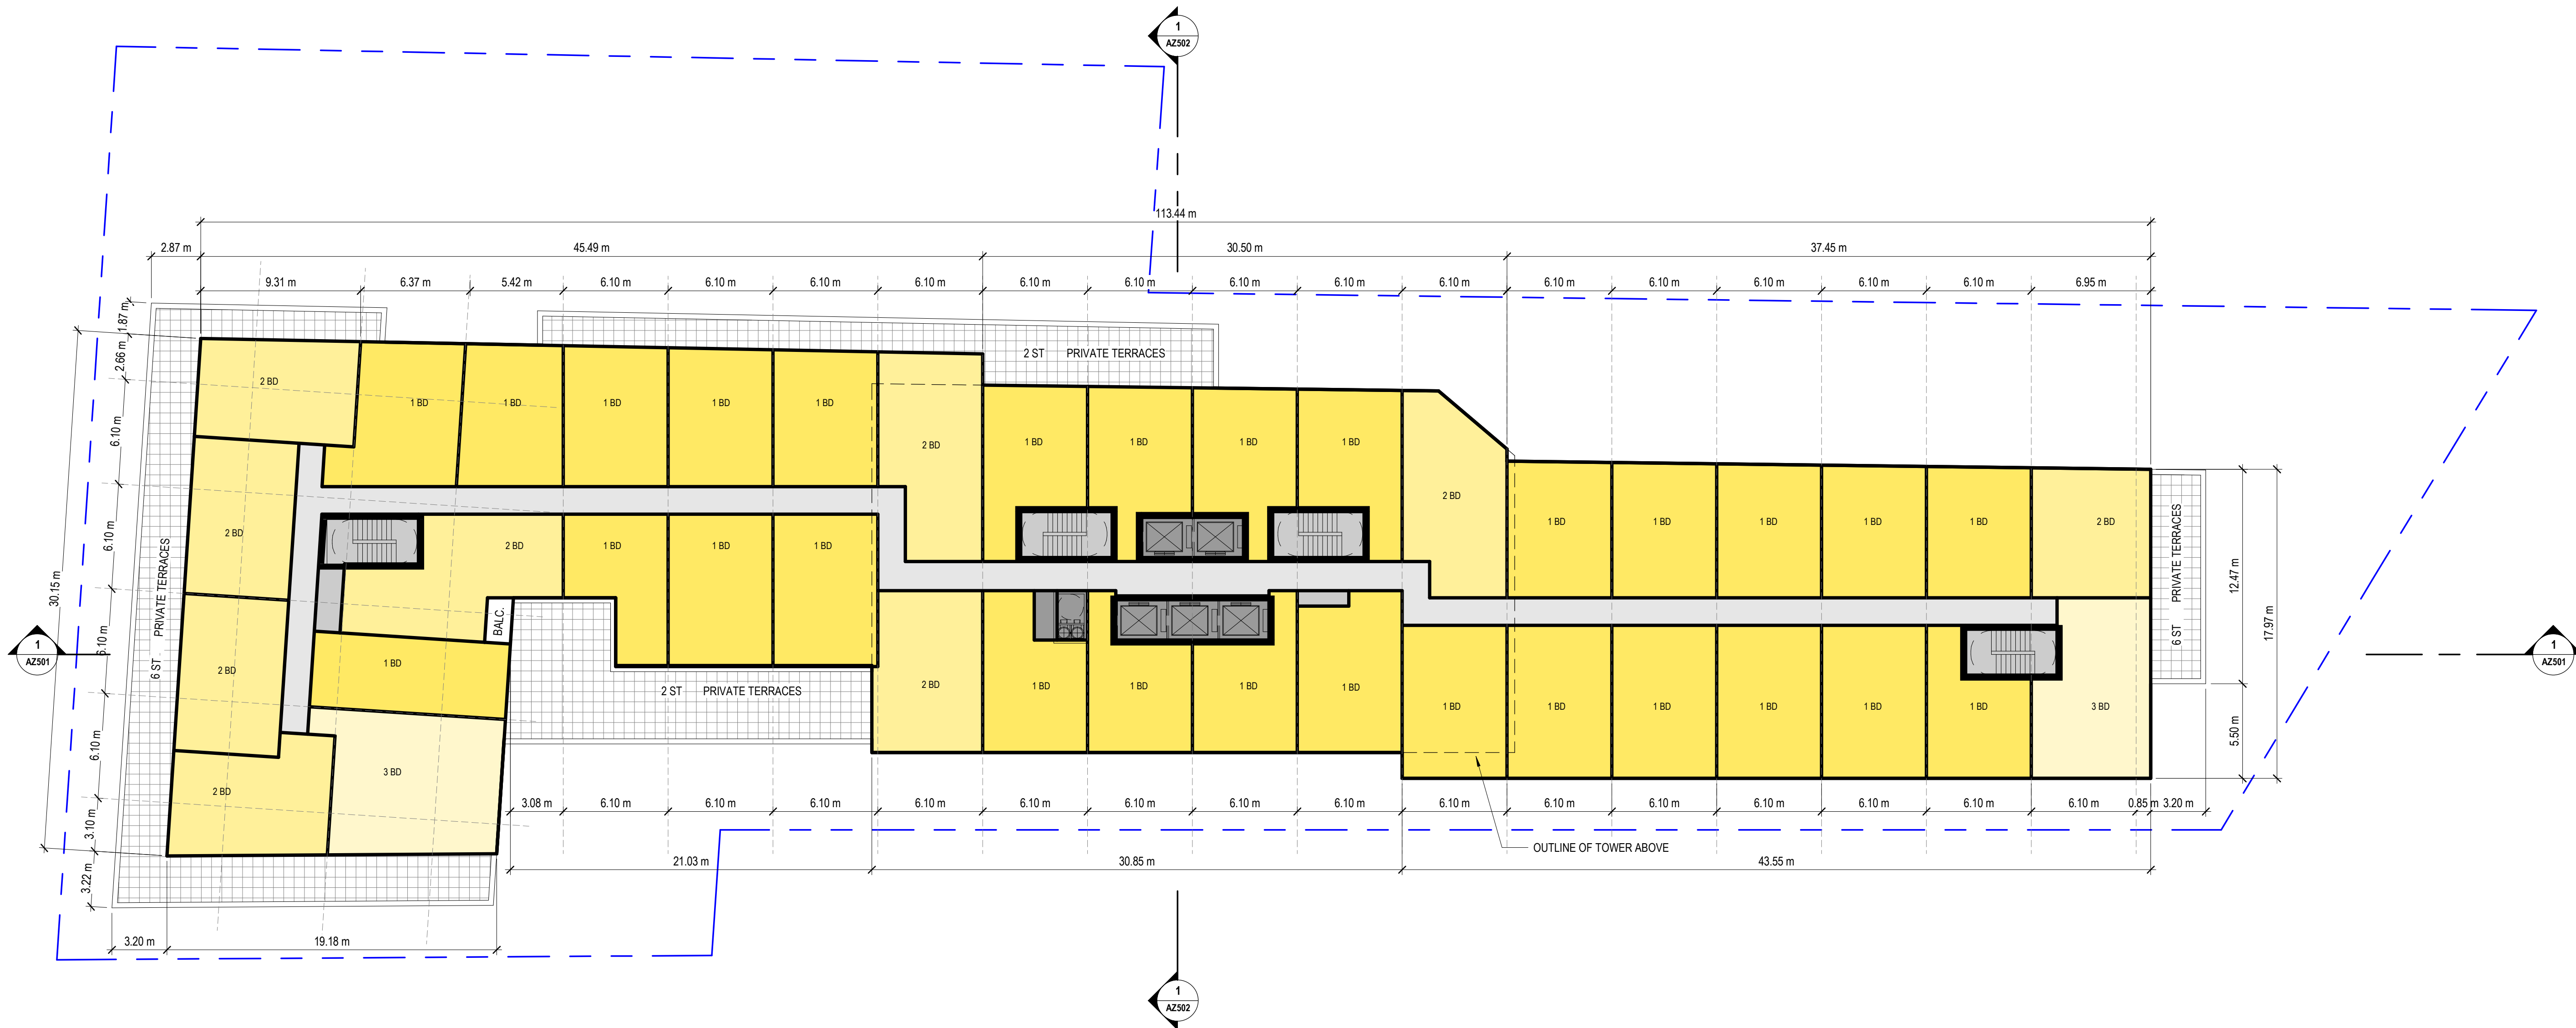 1
AZ502
113.44 m
2.87 m 45.49 m 30.50 m 37.45 m
9.31 m 6.37 m 5.42 m 6.10 m 6.10 m 6.10 m 6.10 m 6.10 m 6.10 m 6.10 m 6.10 m 6.10 m 6.10 m 6.10 m 6.10 m 6.10 m 6.10 m 6.95 m
1.87 m
2.66 m
6.10 m
6.10 m
6.10 m
6.10 m
3.10 m
3.22 m
30.15 m
2 ST PRIVATE TERRACES
2 BD
1 BD 1 BD 1 BD 1 BD 1 BD
2 BD
1 BD 1 BD 1 BD 1 BD
2 BD
1 BD 1 BD 1 BD 1 BD 1 BD 2 BD
2 BD
2 BD 1 BD 1 BD 1 BD
6 ST PRIVATE TERRACES
6 ST PRIVATE TERRACES
12.47 m
17.97 m
5.50 m
BALC.
1
AZ501
1
AZ501
1 BD
2 BD
2 ST PRIVATE TERRACES
2 BD 1 BD 1 BD 1 BD 1 BD
1 BD 1 BD 1 BD 1 BD 1 BD 1 BD 3 BD
3 BD
2 BD
3.08 m 6.10 m 6.10 m 6.10 m 6.10 m 6.10 m 6.10 m 6.10 m 6.10 m 6.10 m 6.10 m 6.10 m 6.10 m 6.10 m 6.10 m 6.10 m 0.85 m 3.20 m
OUTLINE OF TOWER ABOVE
21.03 m 30.85 m 43.55 m
3.20 m 19.18 m
1
AZ502